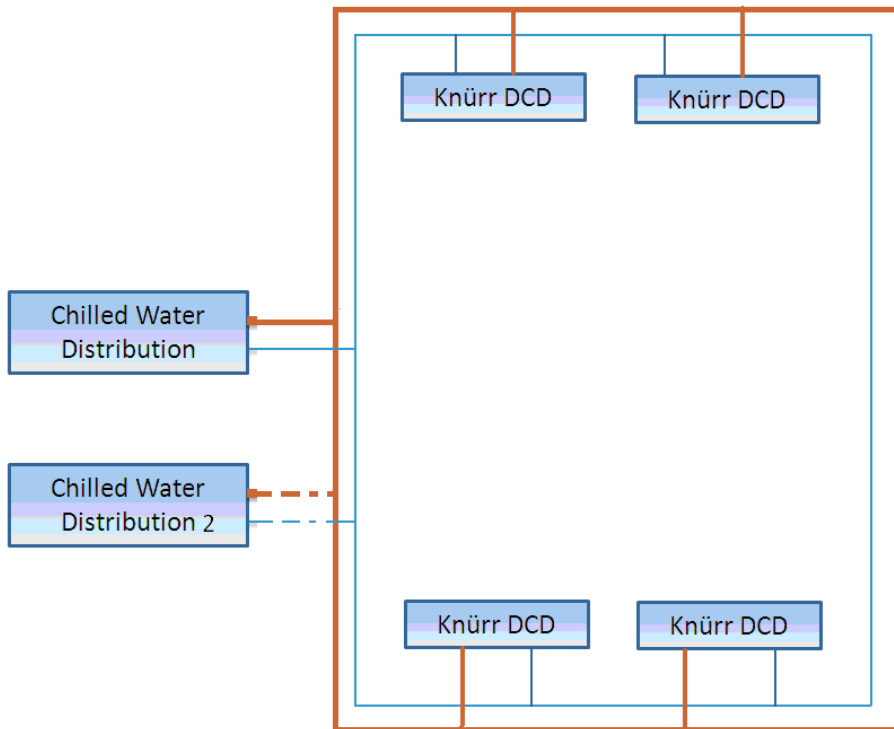 Knürr DCD
Knürr DCD
Chilled Water
Distribution
Chilled Water
Distribution 2
Knürr DCD
Knürr DCD